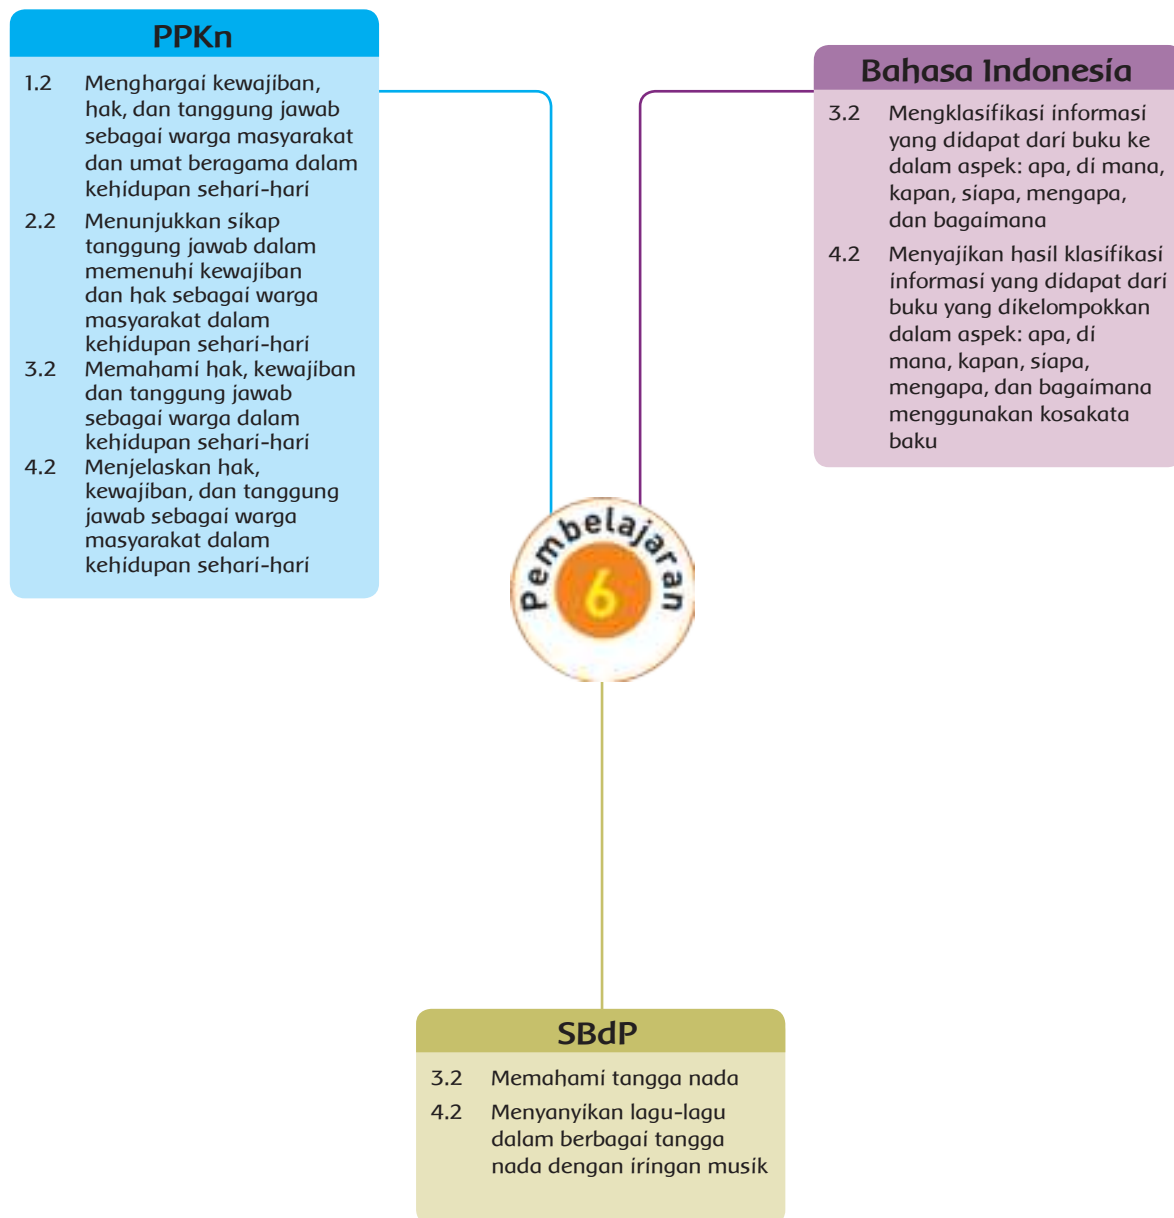 PPKn
1.2 Menghargai kewajiban,
hak, dan tanggung jawab
sebagai warga masyarakat
dan umat beragama dalam
kehidupan sehari-hari
2.2 Menunjukkan sikap
tanggung jawab dalam
memenuhi kewajiban
dan hak sebagai warga
masyarakat dalam
kehidupan sehari-hari
3.2 Memahami hak, kewajiban
dan tanggung jawab
sebagai warga dalam
kehidupan sehari-hari
4.2 Menjelaskan hak,
kewajiban, dan tanggung
jawab sebagai warga
masyarakat dalam
kehidupan sehari-hari
Bahasa Indonesia
3.2 Mengklasifikasi informasi
yang didapat dari buku ke
dalam aspek: apa, di mana,
kapan, siapa, mengapa,
dan bagaimana
4.2 Menyajikan hasil klasifikasi
informasi yang didapat dari
buku yang dikelompokkan
dalam aspek: apa, di
mana, kapan, siapa,
mengapa, dan bagaimana
menggunakan kosakata
baku
Pembelajaran
6
SBdP
3.2 Memahami tangga nada
4.2 Menyanyikan lagu-lagu
dalam berbagai tangga
nada dengan iringan musik